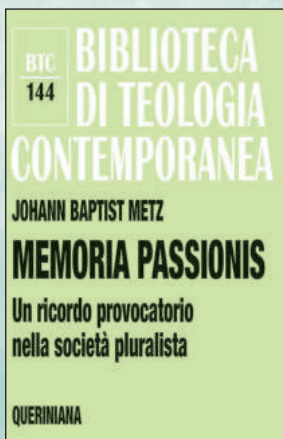 BTC
144
BIBLIOTECA
DI TEOLOGIA
CONTEMPORANEA
JOHANN BAPTIST METZ
MEMORIA PASSIONIS
Un ricordo provocatorio
nella società pluralista
QUERINIANA